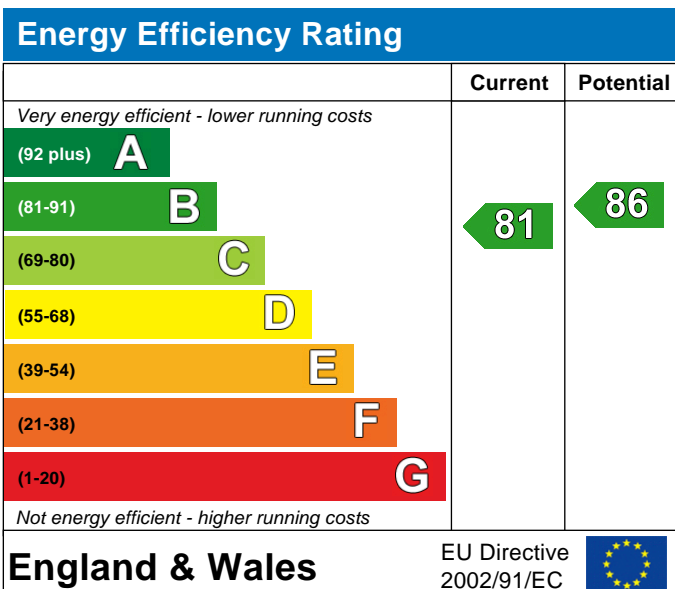 Energy Efficiency Rating
Current Potential
Very energy efficient - lower running costs
(92 plus) A
(81-91) B
(69-80) C
(55-68) D
(39-54) E
(21-38) F
(1-20) G
81
86
Not energy efficient - higher running costs
England & Wales
EU Directive
2002/91/EC